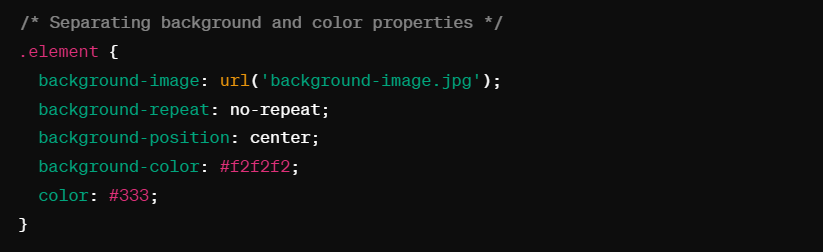 /* Separating background and color properties */
.element {
  background-image: url('background-image.jpg');
  background-repeat: no-repeat;
  background-position: center;
  background-color: #f2f2f2;
  color: #333;
}